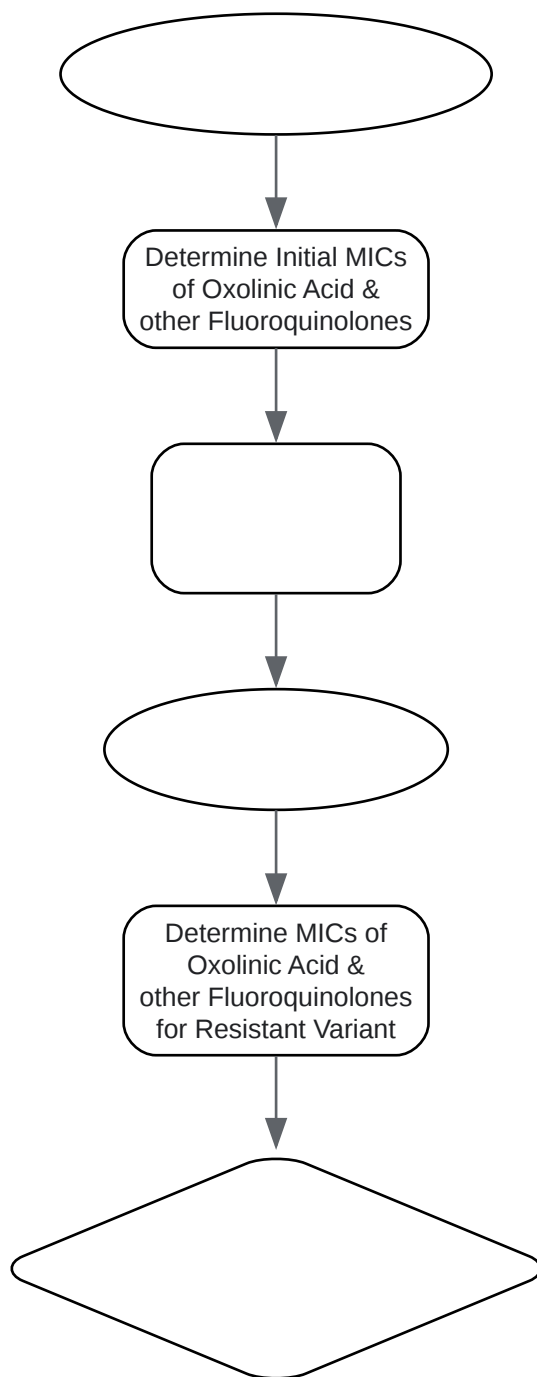 Determine Initial MICs
of Oxolinic Acid &
other Fluoroquinolones
Determine MICs of
Oxolinic Acid &
other Fluoroquinolones
for Resistant Variant